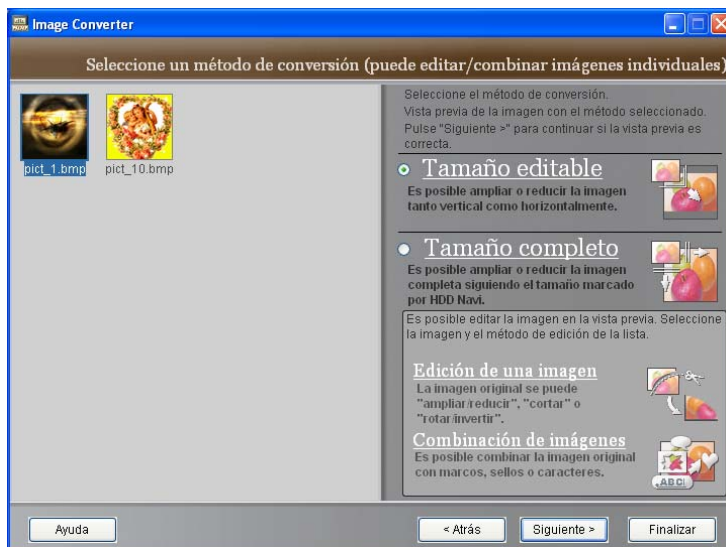 Image Converter
Seleccione un método de conversión (puede editar/combinar imágenes individuales)
pict_1.bmp
pict_10.bmp
Seleccione el método de conversión.
Vista previa de la imagen con el método seleccionado.
Pulse "Siguiente >" para continuar si la vista previa es
correcta.
Tamaño editable
Es posible ampliar o reducir la imagen
tanto vertical como horizontalmente.
Tamaño completo
Es posible ampliar o reducir la imagen
completa siguiendo el tamaño marcado
por HDD Navi.
Es posible editar la imagen en la vista previa. Seleccione
la imagen y el método de edición de la lista.
Edición de una imagen
La imagen original se puede
"ampliar/reducir", "cortar" o
"rotar/invertir".
Combinación de imágenes
Es posible combinar la imagen original
con marcos, sellos o caracteres.
ABC
Ayuda
< Atrás
Siguiente >
Finalizar